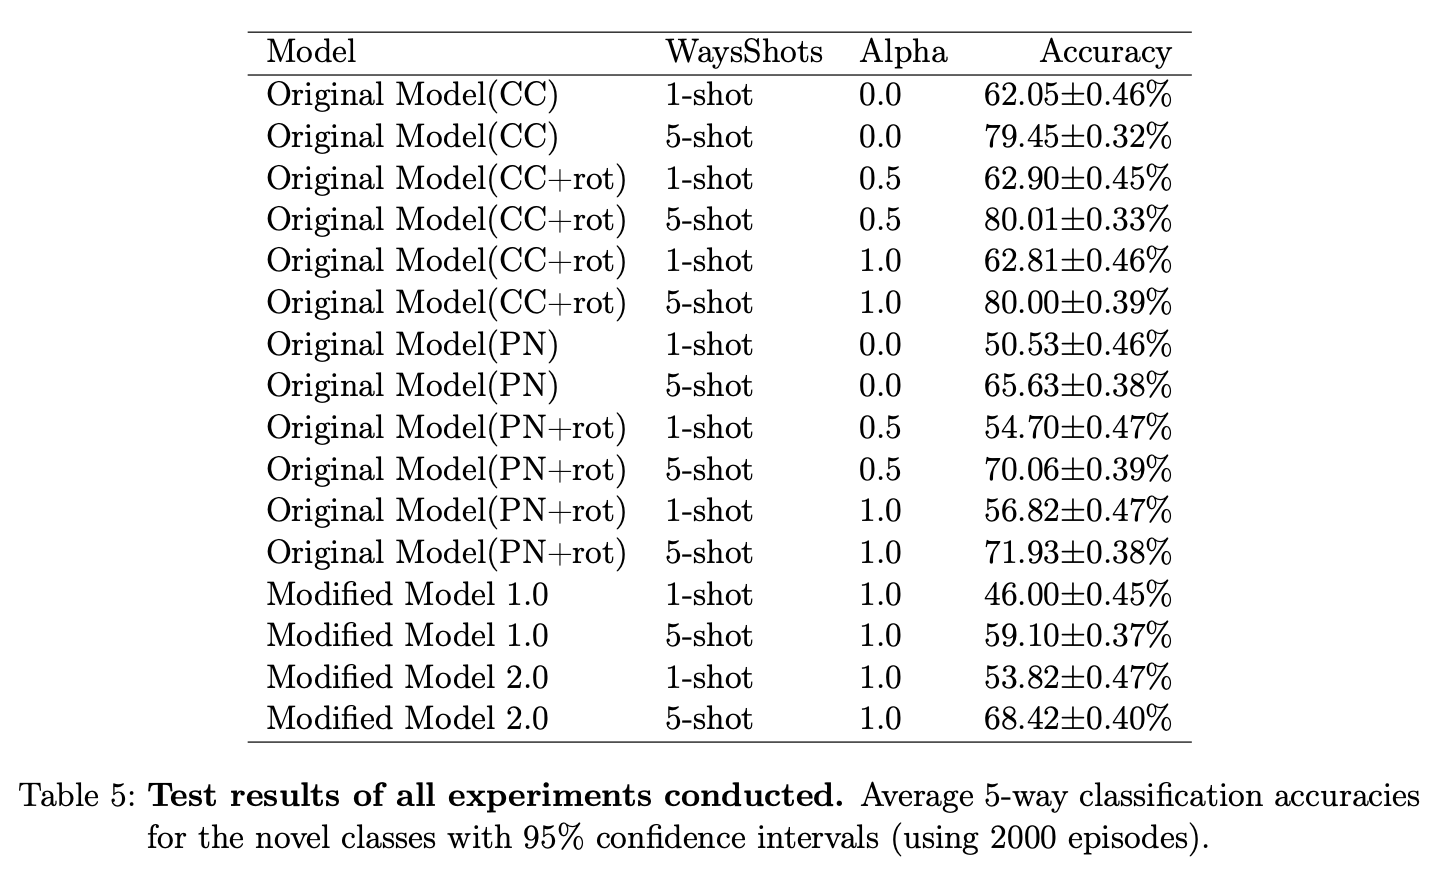 Model WaysShots Alpha Accuracy
Original Model(CC) 1-shot 0.0 62.05±0.46%
Original Model(CC) 5-shot 0.0 79.45±0.32%
Original Model(CC+rot) 1-shot 0.5 62.90±0.45%
Original Model(CC+rot) 5-shot 0.5 80.01±0.33%
Original Model(CC+rot) 1-shot 1.0 62.81±0.46%
Original Model(CC+rot) 5-shot 1.0 80.00±0.39%
Original Model(PN) 1-shot 0.0 50.53±0.46%
Original Model(PN) 5-shot 0.0 65.63±0.38%
Original Model(PN+rot) 1-shot 0.5 54.70±0.47%
Original Model(PN+rot) 5-shot 0.5 70.06±0.39%
Original Model(PN+rot) 1-shot 1.0 56.82±0.47%
Original Model(PN+rot) 5-shot 1.0 71.93±0.38%
Modified Model 1.0 1-shot 1.0 46.00±0.45%
Modified Model 1.0 5-shot 1.0 59.10±0.37%
Modified Model 2.0 1-shot 1.0 53.82±0.47%
Modified Model 2.0 5-shot 1.0 68.42±0.40%
Table 5: Test results of all experiments conducted. Average 5-way classification accuracies
for the novel classes with 95% confidence intervals (using 2000 episodes).